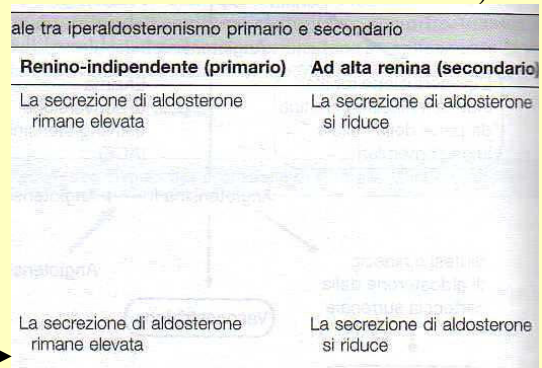 ale tra iperaldosteronismo primario e secondario
Renino-indipendente (primario) Ad alta renina (secondario)
La secrezione di aldosterone La secrezione di aldosterone
rimane elevata si riduce
La secrezione di aldosterone La secrezione di aldosterone
rimane elevata si riduce